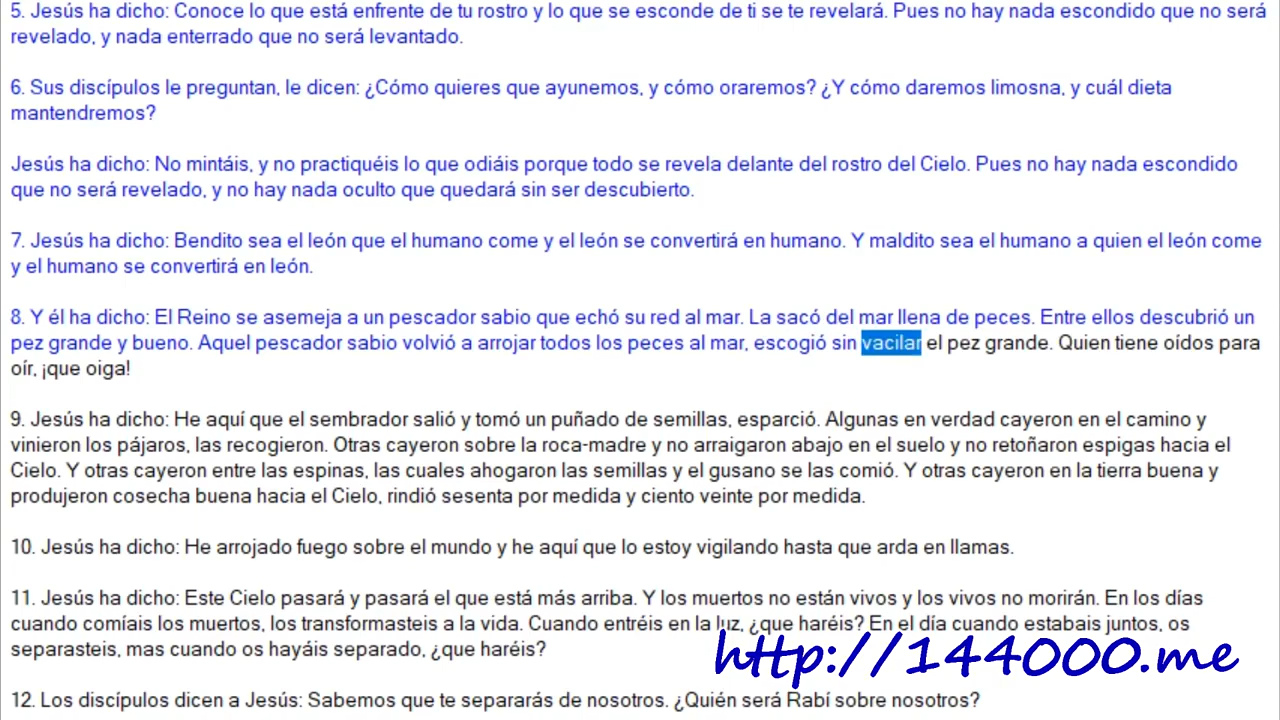 5. Jesús ha dicho: Conoce lo que está enfrente de tu rostro y lo que se esconde de ti se te revelará. Pues no hay nada escondido que no será
revelado, y nada enterrado que no será levantado.
6. Sus discípulos le preguntan, le dicen: ¿Cómo quieres que ayunemos, y cómo oraremos? ¿Y cómo daremos limosna, y cuál dieta
mantendremos?
Jesús ha dicho: No mintáis, y no practiquéis lo que odiáis porque todo se revela delante del rostro del Cielo. Pues no hay nada escondido
que no será revelado, y no hay nada oculto que quedará sin ser descubierto.
7. Jesús ha dicho: Bendito sea el león que el humano come y el león se convertirá en humano. Y maldito sea el humano a quien el león come
y el humano se convertirá en león.
8. Y él ha dicho: El Reino se asemeja a un pescador sabio que echó su red al mar. La sacó del mar llena de peces. Entre ellos descubrió un
pez grande y bueno. Aquel pescador sabio volvió a arrojar todos los peces al mar, escogió sin vacilar el pez grande. Quien tiene oídos para
oír, ¡que oiga!
9. Jesús ha dicho: He aquí que el sembrador salió y tomó un puñado de semillas, esparció. Algunas en verdad cayeron en el camino y
vinieron los pájaros, las recogieron. Otras cayeron sobre la roca-madre y no arraigaron abajo en el suelo y no retoñaron espigas hacia el
Cielo. Y otras cayeron entre las espinas, las cuales ahogaron las semillas y el gusano se las comió. Y otras cayeron en la tierra buena y
produjeron cosecha buena hacia el Cielo, rindió sesenta por medida y ciento veinte por medida.
10. Jesús ha dicho: He arrojado fuego sobre el mundo y he aquí que lo estoy vigilando hasta que arda en llamas.
11. Jesús ha dicho: Este Cielo pasará y pasará el que está más arriba. Y los muertos no están vivos y los vivos no morirán. En los días
cuando comíais los muertos, los transformasteis a la vida. Cuando entréis en la luz, ¿que haréis? En el día cuando estabais juntos, os
separasteis, mas cuando os hayáis separado, ¿que haréis?
http://144000.me
12. Los discípulos dicen a Jesús: Sabemos que te separarás de nosotros. ¿Quién será Rabí sobre nosotros?